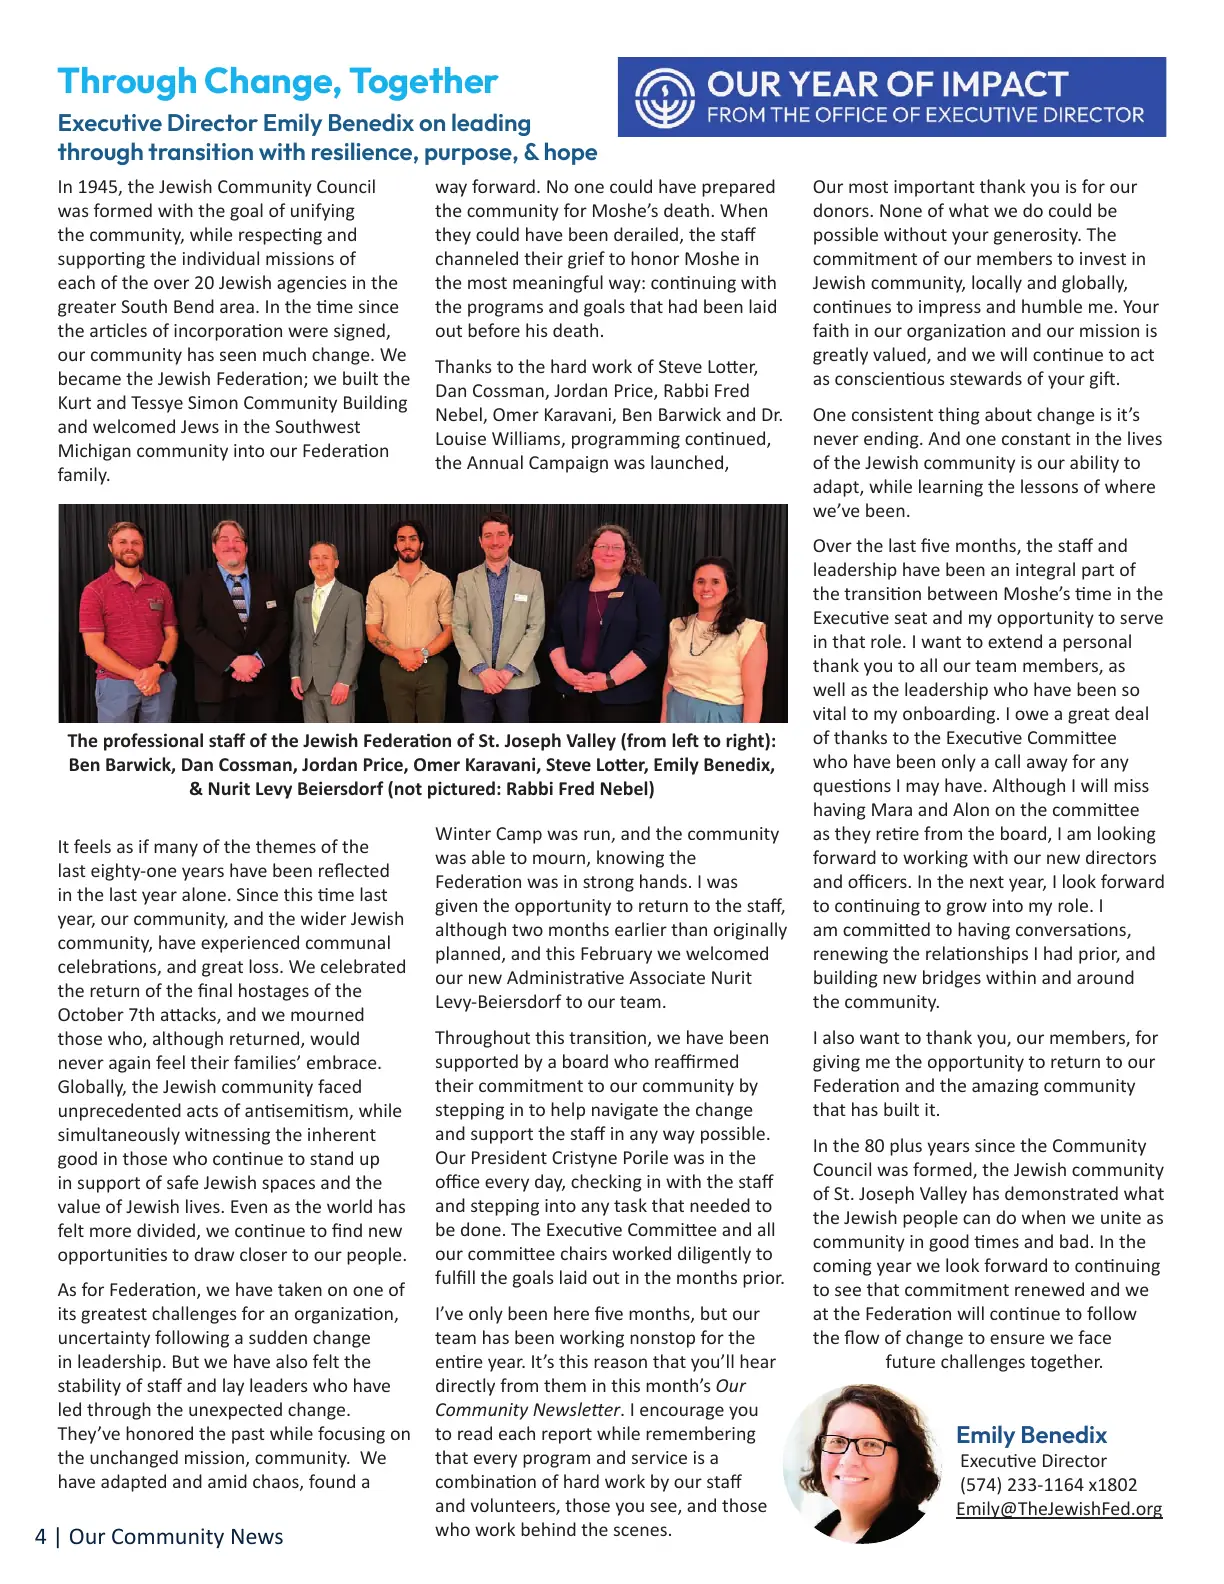 Through Change, Together
Executive Director Emily Benedix on leading
through transition with resilience, purpose, & hope
OUR YEAR OF IMPACT
FROM THE OFFICE OF EXECUTIVE DIRECTOR
In 1945, the Jewish Community Council
was formed with the goal of unifying
the community, while respecting and
supporting the individual missions of
each of the over 20 Jewish agencies in the
greater South Bend area. In the time since
the articles of incorporation were signed,
our community has seen much change. We
became the Jewish Federation; we built the
Kurt and Tessye Simon Community Building
and welcomed Jews in the Southwest
Michigan community into our Federation
family.
It feels as if many of the themes of the
last eighty-one years have been reflected
in the last year alone. Since this time last
year, our community, and the wider Jewish
community, have experienced communal
celebrations, and great loss. We celebrated
the return of the final hostages of the
October 7th attacks, and we mourned
those who, although returned, would
never again feel their families’ embrace.
Globally, the Jewish community faced
unprecedented acts of antisemitism, while
simultaneously witnessing the inherent
good in those who continue to stand up
in support of safe Jewish spaces and the
value of Jewish lives. Even as the world has
felt more divided, we continue to find new
opportunities to draw closer to our people.
As for Federation, we have taken on one of
its greatest challenges for an organization,
uncertainty following a sudden change
in leadership. But we have also felt the
stability of staff and lay leaders who have
led through the unexpected change.
They’ve honored the past while focusing on
the unchanged mission, community.  We
have adapted and amid chaos, found a
way forward. No one could have prepared
the community for Moshe’s death. When
they could have been derailed, the staff
channeled their grief to honor Moshe in
the most meaningful way: continuing with
the programs and goals that had been laid
out before his death.
Thanks to the hard work of Steve Lotter,
Dan Cossman, Jordan Price, Rabbi Fred
Nebel, Omer Karavani, Ben Barwick and Dr.
Louise Williams, programming continued,
the Annual Campaign was launched,
The professional staff of the Jewish Federation of St. Joseph Valley (from left to right):
Ben Barwick, Dan Cossman, Jordan Price, Omer Karavani, Steve Lotter, Emily Benedix,
& Nurit Levy Beiersdorf (not pictured: Rabbi Fred Nebel)
Winter Camp was run, and the community
was able to mourn, knowing the
Federation was in strong hands. I was
given the opportunity to return to the staff,
although two months earlier than originally
planned, and this February we welcomed
our new Administrative Associate Nurit
Levy-Beiersdorf to our team.
Throughout this transition, we have been
supported by a board who reaffirmed
their commitment to our community by
stepping in to help navigate the change
and support the staff in any way possible.
Our President Cristyne Porile was in the
office every day, checking in with the staff
and stepping into any task that needed to
be done. The Executive Committee and all
our committee chairs worked diligently to
fulfill the goals laid out in the months prior.
I’ve only been here five months, but our
team has been working nonstop for the
entire year. It’s this reason that you’ll hear
directly from them in this month’s Our
Community Newsletter. I encourage you
to read each report while remembering
that every program and service is a
combination of hard work by our staff
and volunteers, those you see, and those
who work behind the scenes.
Our most important thank you is for our
donors. None of what we do could be
possible without your generosity. The
commitment of our members to invest in
Jewish community, locally and globally,
continues to impress and humble me. Your
faith in our organization and our mission is
greatly valued, and we will continue to act
as conscientious stewards of your gift.
One consistent thing about change is it’s
never ending. And one constant in the lives
of the Jewish community is our ability to
adapt, while learning the lessons of where
we’ve been.
Over the last five months, the staff and
leadership have been an integral part of
the transition between Moshe’s time in the
Executive seat and my opportunity to serve
in that role. I want to extend a personal
thank you to all our team members, as
well as the leadership who have been so
vital to my onboarding. I owe a great deal
of thanks to the Executive Committee
who have been only a call away for any
questions I may have. Although I will miss
having Mara and Alon on the committee
as they retire from the board, I am looking
forward to working with our new directors
and officers. In the next year, I look forward
to continuing to grow into my role. I
am committed to having conversations,
renewing the relationships I had prior, and
building new bridges within and around
the community.
I also want to thank you, our members, for
giving me the opportunity to return to our
Federation and the amazing community
that has built it.
In the 80 plus years since the Community
Council was formed, the Jewish community
of St. Joseph Valley has demonstrated what
the Jewish people can do when we unite as
community in good times and bad. In the
coming year we look forward to continuing
to see that commitment renewed and we
at the Federation will continue to follow
the flow of change to ensure we face
future challenges together.
Emily Benedix
Executive Director
(574) 233-1164 x1802
Emily@TheJewishFed.org
4 | Our Community News